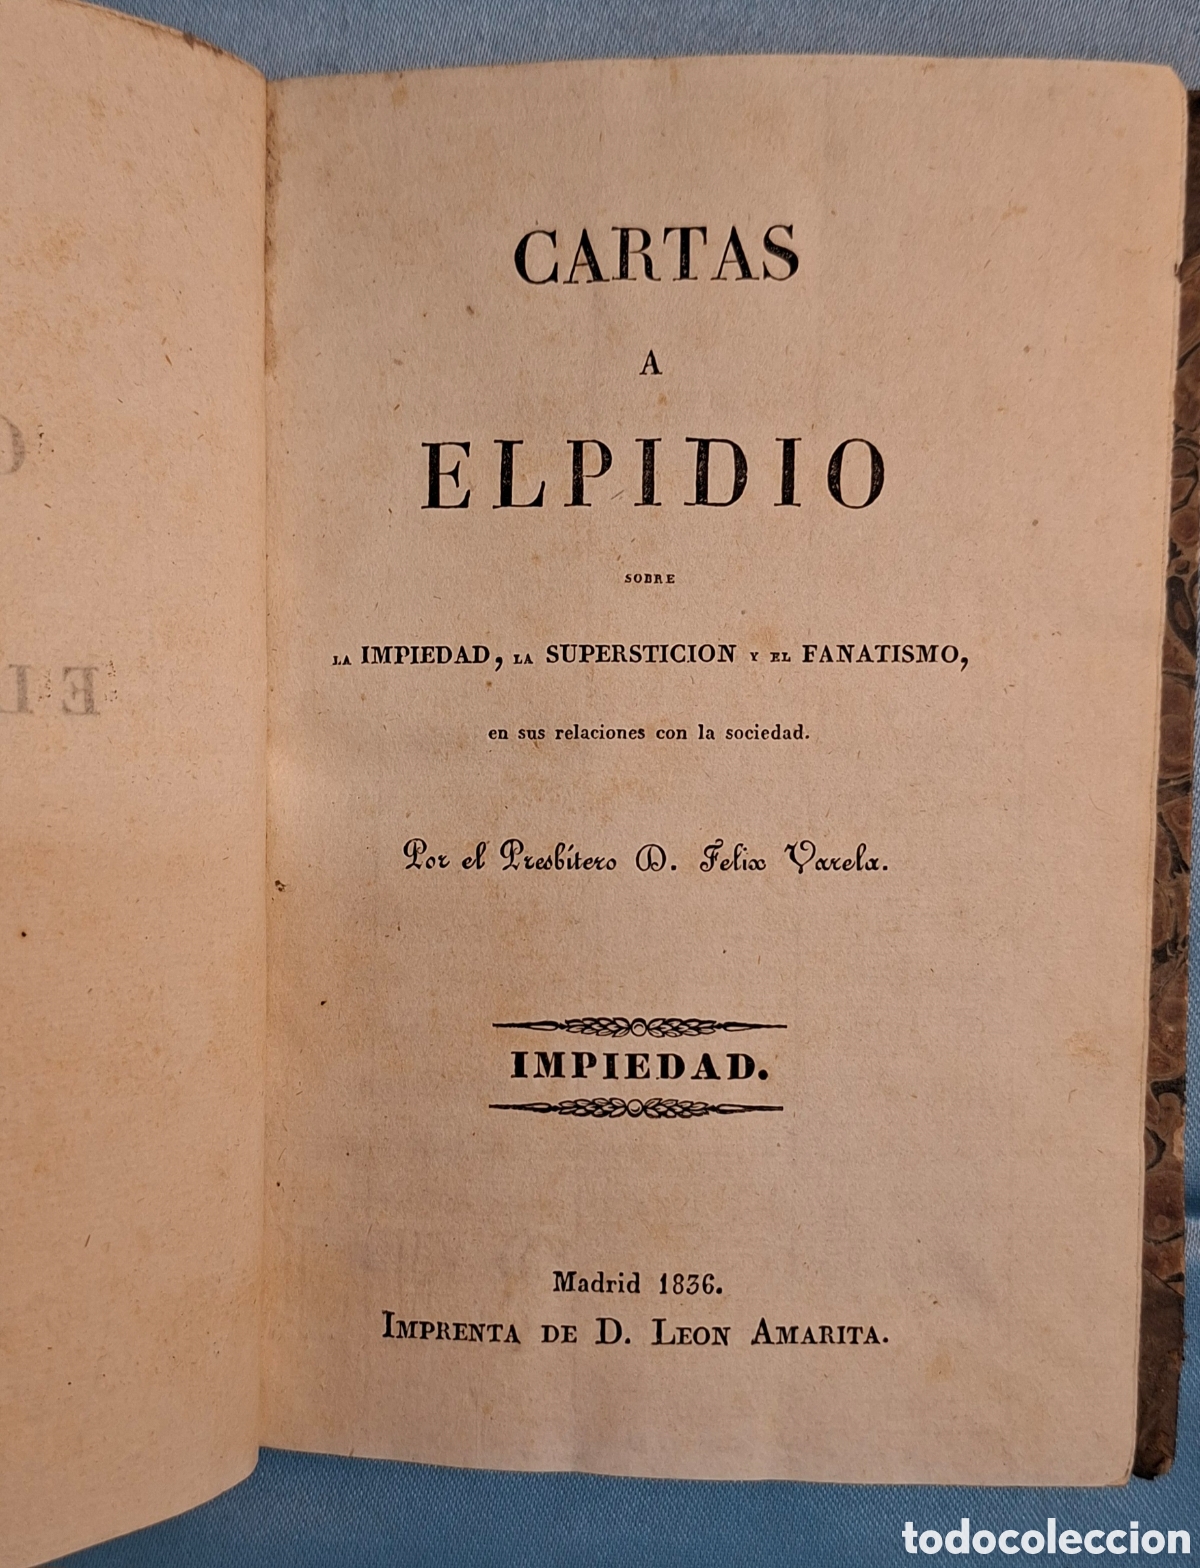 CARTAS
A
ELPIDIO
SOBRE
LA IMPIEDAD, LA SUPERSTICION Y EL FANATISMO,
en sus relaciones con la sociedad.
Por el Presbítero D. Felix Varela.
IMPIEDAD.
Madrid 1836.
IMPRENTA DE D. LEON AMARITA.
todocoleccion